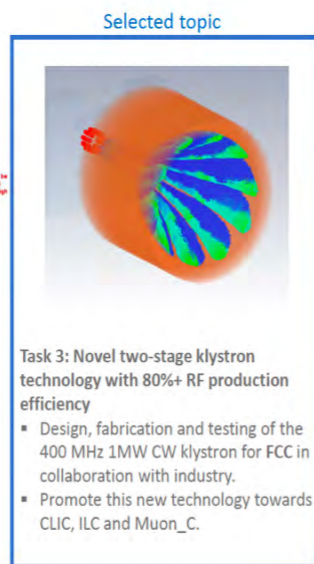 Selected topic
Task 3: Novel two-stage klystron
technology with 80%+ RF production
efficiency
▪ Design, fabrication and testing of the
400 MHz 1MW CW klystron for FCC in
collaboration with industry.
▪ Promote this new technology towards
CLIC, ILC and Muon_C.